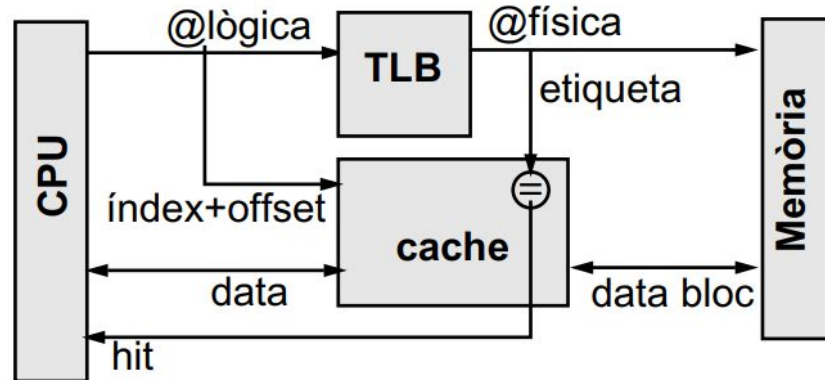 @lògica
@física
TLB
etiqueta
CPU
índex+offset
=
cache
Memòria
data
data bloc
hit